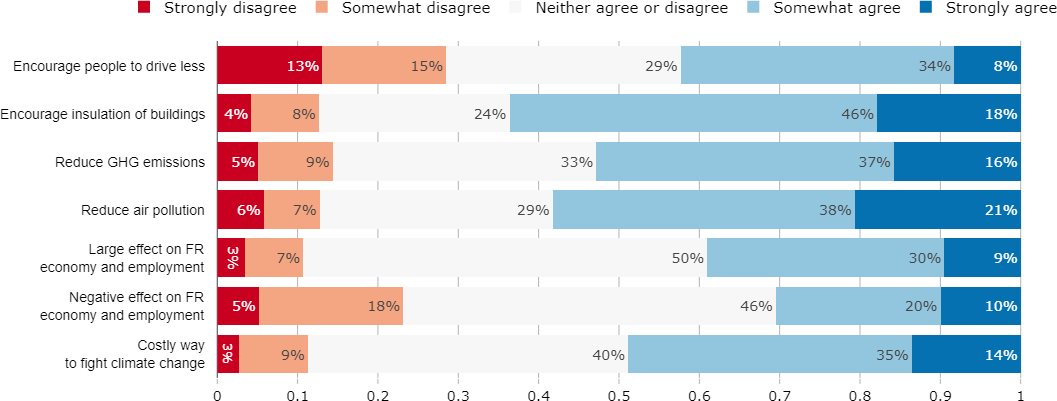 Strongly disagree Somewhat disagree Neither agree or disagree Somewhat agree Strongly agree
Encourage people to drive less 13% 15% 29% 34% 8%
Encourage insulation of buildings 4% 8% 24% 46% 18%
Reduce GHG emissions 5% 9% 33% 37% 16%
Reduce air pollution 6% 7% 29% 38% 21%
Large effect on FR
economy and employment 3% 7% 50% 30% 9%
Negative effect on FR
economy and employment 5% 18% 46% 20% 10%
Costly way
to fight climate change 3% 9% 40% 35% 14%
0 0.1 0.2 0.3 0.4 0.5 0.6 0.7 0.8 0.9 1